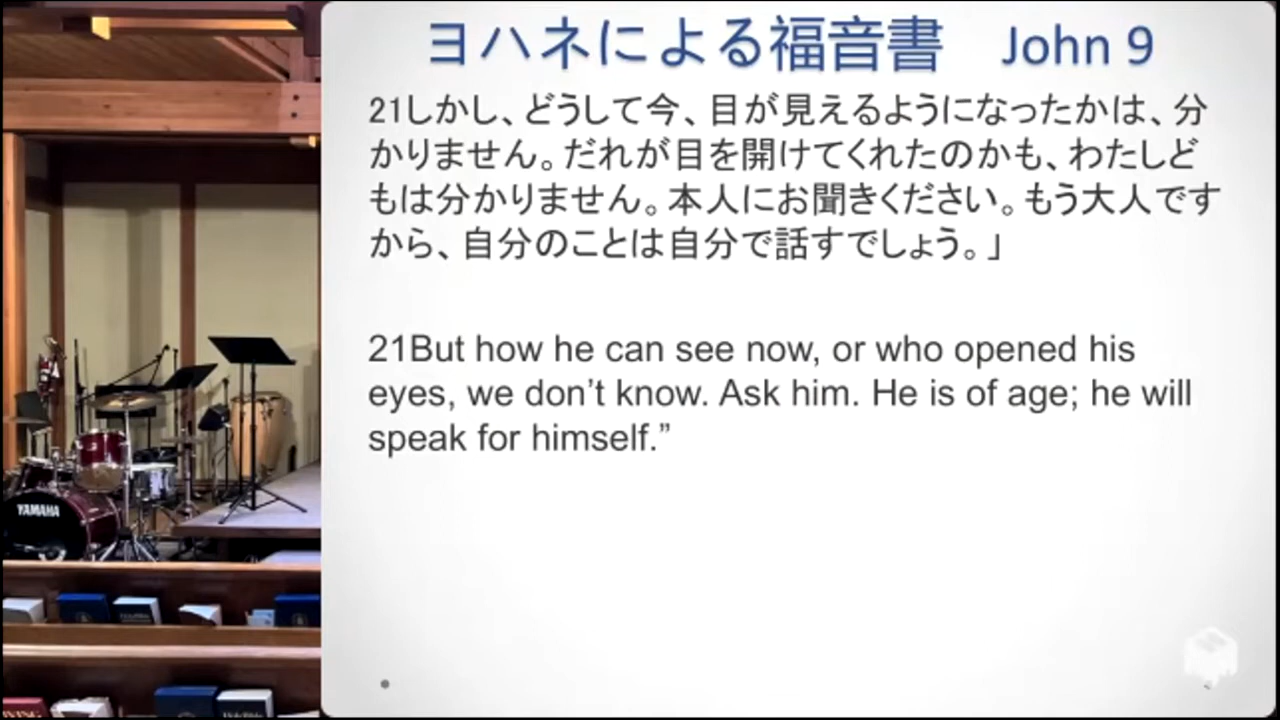 ヨハネによる福音書　John 9
21しかし、どうして今、目が見えるようになったかは、分
かりません。だれが目を開けてくれたのかも、わたしど
もは分かりません。本人にお聞きください。もう大人です
から、自分のことは自分で話すでしょう。」
21But how he can see now, or who opened his
eyes, we don’t know. Ask him. He is of age; he will
speak for himself.”
YAMAHA